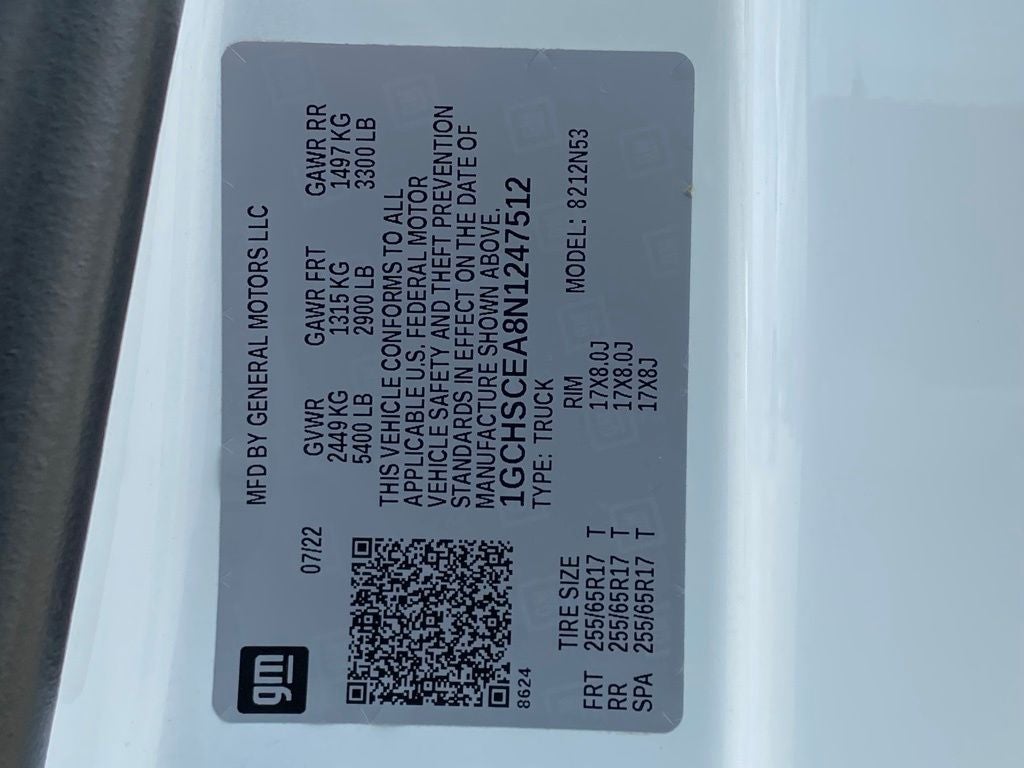 gm
MFD BY GENERAL MOTORS LLC
07/22
GVWR GAWR FRT GAWR RR
2449 KG 1315 KG 1497 KG
5400 LB 2900 LB 3300 LB
THIS VEHICLE CONFORMS TO ALL
APPLICABLE U.S. FEDERAL MOTOR
VEHICLE SAFETY AND THEFT PREVENTION
STANDARDS IN EFFECT ON THE DATE OF
MANUFACTURE SHOWN ABOVE.
1GCHSCEA8N1247512
8624
TYPE: TRUCK
TIRE SIZE RIM MODEL: 8212N53
FRT 255/65R17 T 17X8.0J
RR 255/65R17 T 17X8.0J
SPA 255/65R17 T 17X8J